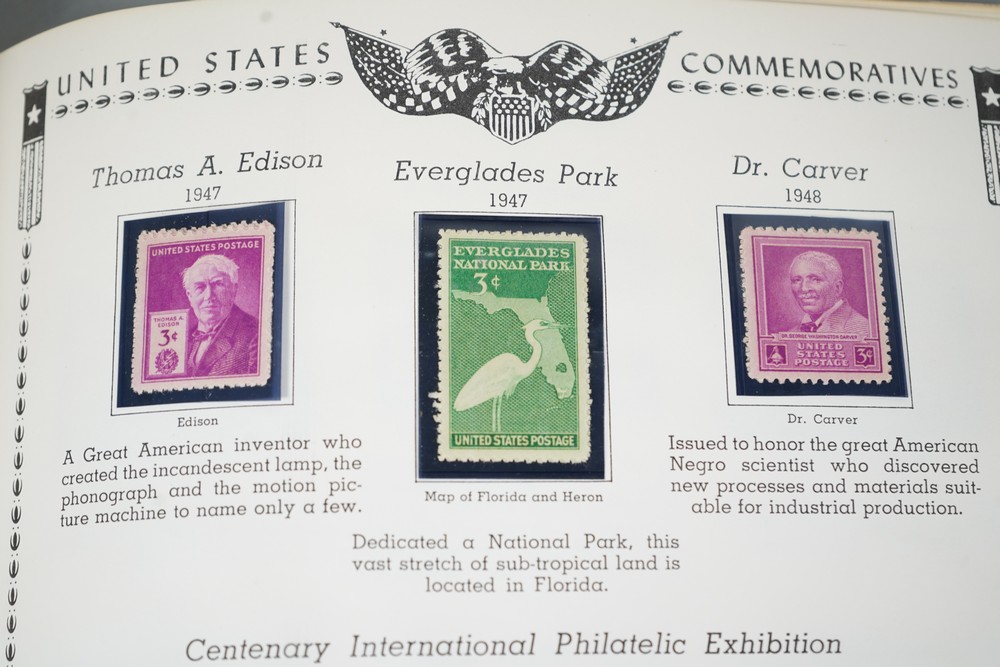 UNITED STATES COMMEMORATIVES
Thomas A. Edison
1947
UNITED STATES POSTAGE
THOMAS A.
EDISON
3¢
Edison
A Great American inventor who
created the incandescent lamp, the
phonograph and the motion pic-
ture machine to name only a few.
Everglades Park
1947
EVERGLADES
NATIONAL PARK
3¢
UNITED STATES POSTAGE
Map of Florida and Heron
Dedicated a National Park, this
vast stretch of sub-tropical land is
located in Florida.
Dr. Carver
1948
DR. GEORGE WASHINGTON CARVER
UNITED
STATES
POSTAGE
3¢
Dr. Carver
Issued to honor the great American
Negro scientist who discovered
new processes and materials suit-
able for industrial production.
Centenary International Philatelic Exhibition